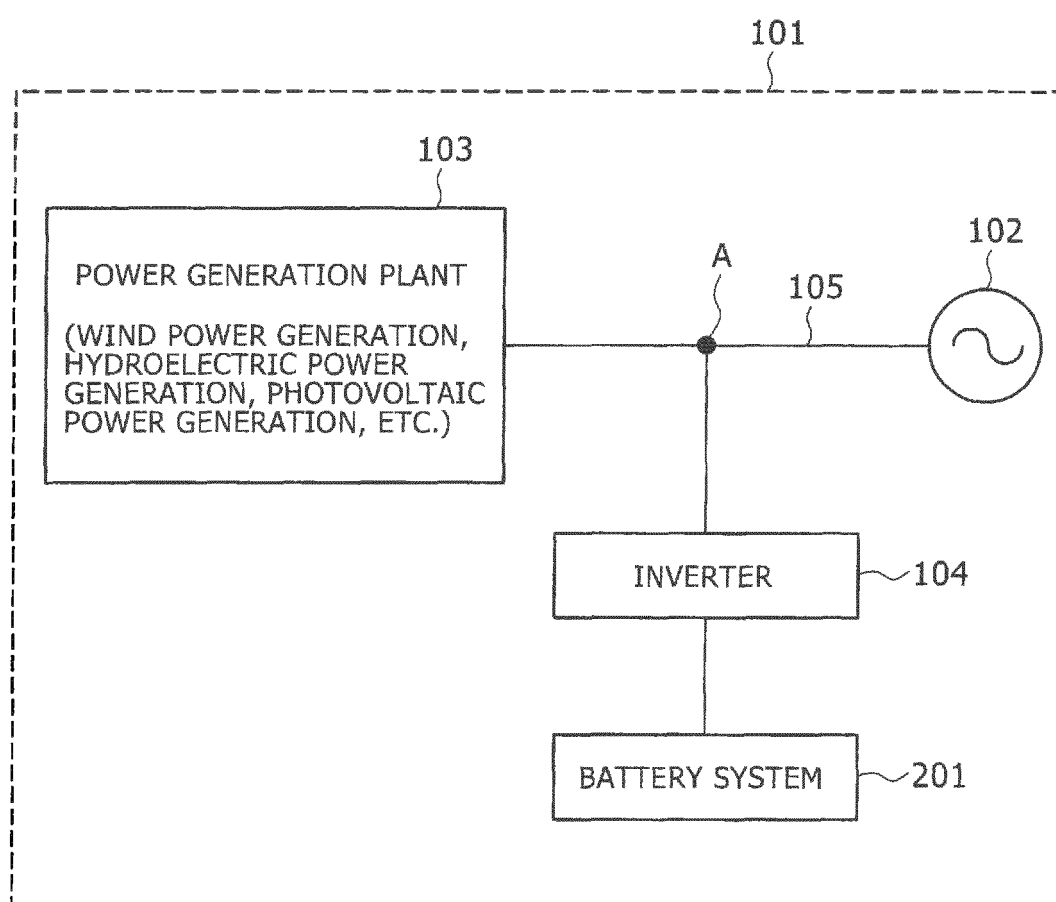 101
103
POWER GENERATION PLANT
(WIND POWER GENERATION,
HYDROELECTRIC POWER
GENERATION, PHOTOVOLTAIC
POWER GENERATION, ETC.)
A
105
102
INVERTER
104
BATTERY SYSTEM
201